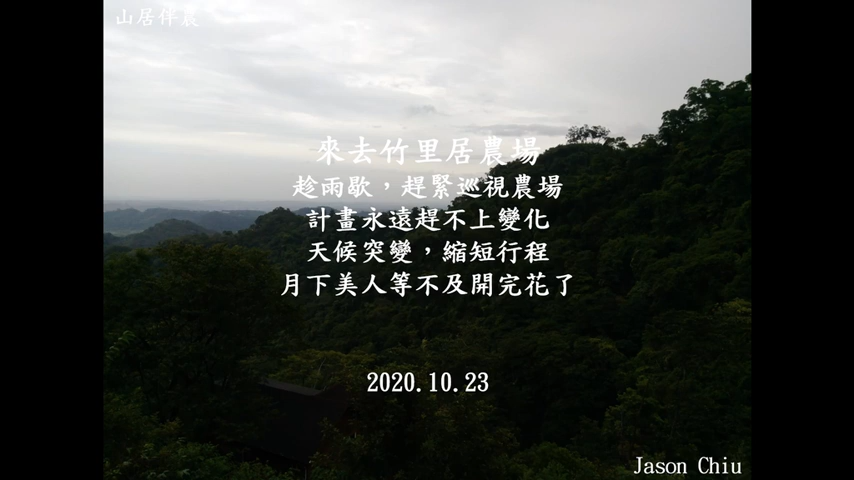 山居伴農
來去竹里居農場
趁雨歇，趕緊巡視農場
計畫永遠趕不上變化
天候突變，縮短行程
月下美人等不及開完花了
2020.10.23
Jason Chiu